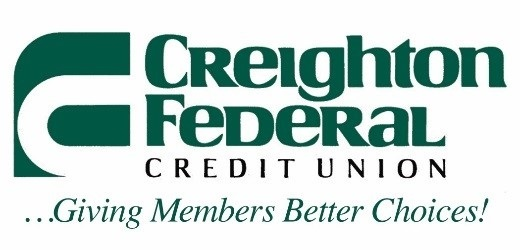 Creighton
Federal
CREDIT UNION
...Giving Members Better Choices!